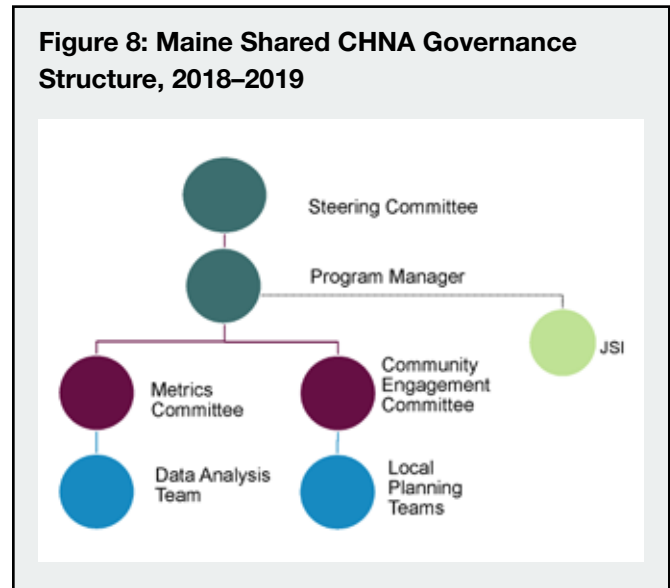 Figure 8: Maine Shared CHNA Governance
Structure, 2018–2019
Steering Committee
Program Manager
JSI
Metrics
Committee
Community
Engagement
Committee
Data Analysis
Team
Local
Planning
Teams